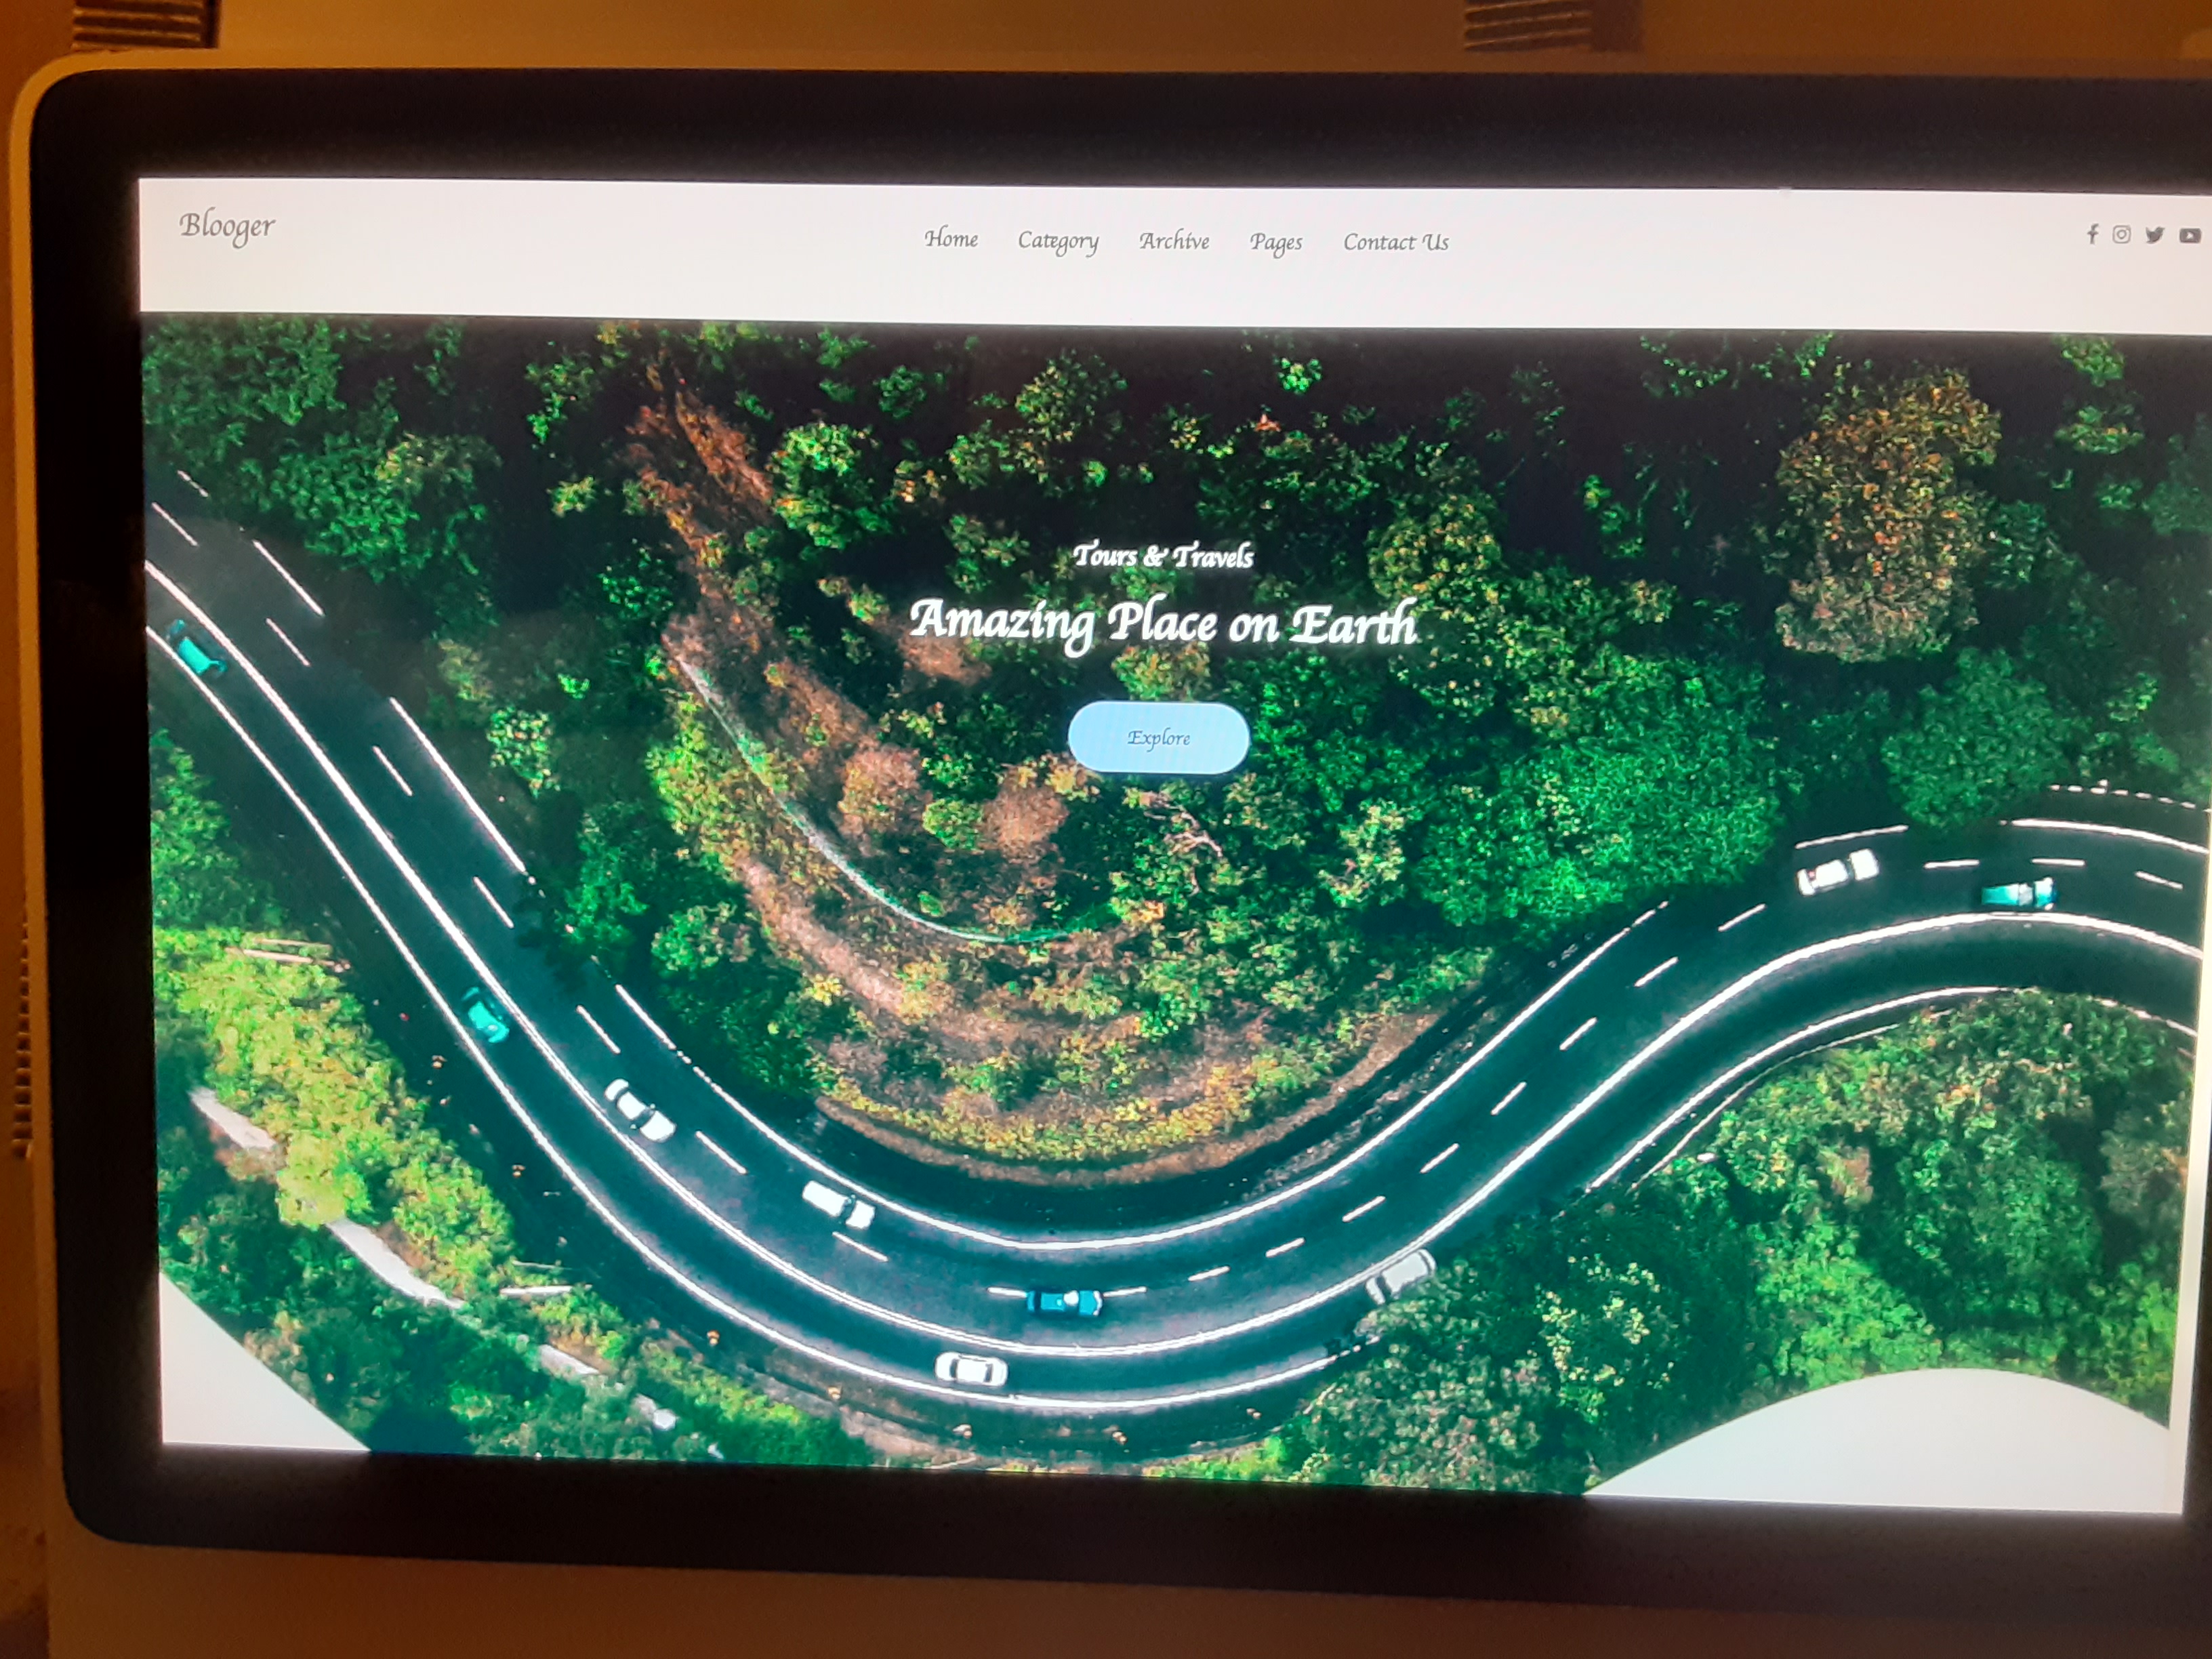 Blooger
Home Category Archive Pages Contact Us
Tours & Travels
Amazing Place on Earth
Explore